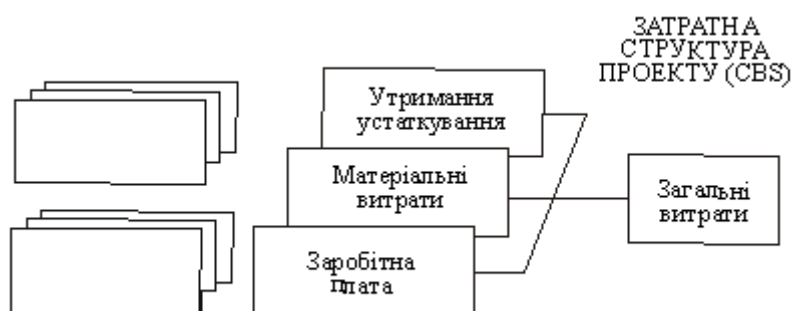 ЗАТРАТНА
СТРУКТУРА
ПРОЕКТУ (CBS)
Утримання
устаткування
Матеріальні
витрати
Загальні
витрати
Заробітна
плата